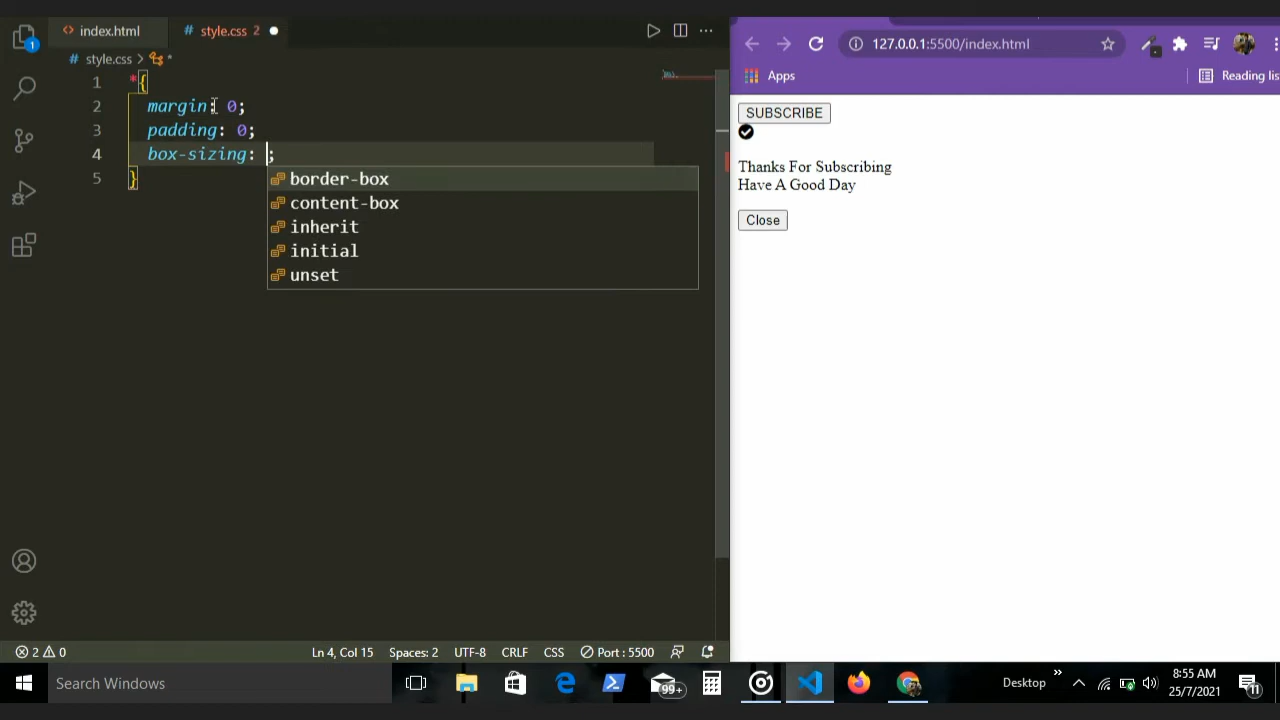 index.html
# style.css 2
127.0.0.1:5500/index.html
# style.css > *
Apps
Reading lis
1 *{
2 margin: 0;
3 padding: 0;
4 box-sizing: ;
5 }
border-box
content-box
inherit
initial
unset
SUBSCRIBE
Thanks For Subscribing
Have A Good Day
Close
1
2 0
Ln 4, Col 15
Spaces: 2
UTF-8
CRLF
CSS
Port : 5500
Search Windows
99+
Desktop
8:55 AM
25/7/2021
11